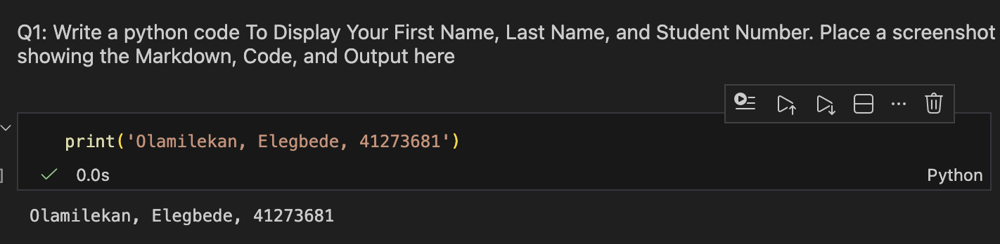 Q1: Write a python code To Display Your First Name, Last Name, and Student Number. Place a screenshot
showing the Markdown, Code, and Output here
print('Olamilekan, Elegbede, 41273681')
] 0.0s Python
Olamilekan, Elegbede, 41273681